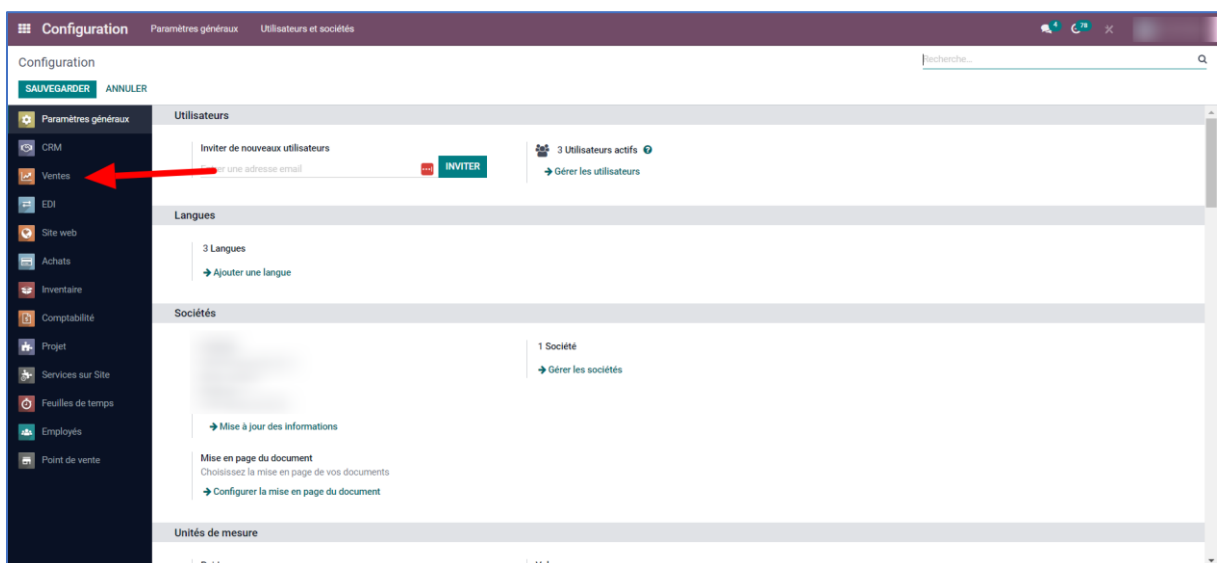 Configuration Paramètres généraux Utilisateurs et sociétés 4 78
Configuration Recherche...
SAUVEGARDER ANNULER
Paramètres généraux
CRM
Ventes
EDI
Site web
Achats
Inventaire
Comptabilité
Projet
Services sur Site
Feuilles de temps
Employés
Point de vente
Utilisateurs
Inviter de nouveaux utilisateurs
une adresse email INVITER
3 Utilisateurs actifs
Gérer les utilisateurs
Langues
3 Langues
Ajouter une langue
Sociétés
1 Société
Gérer les sociétés
Mise à jour des informations
Mise en page du document
Choisissez la mise en page de vos documents
Configurer la mise en page du document
Unités de mesure